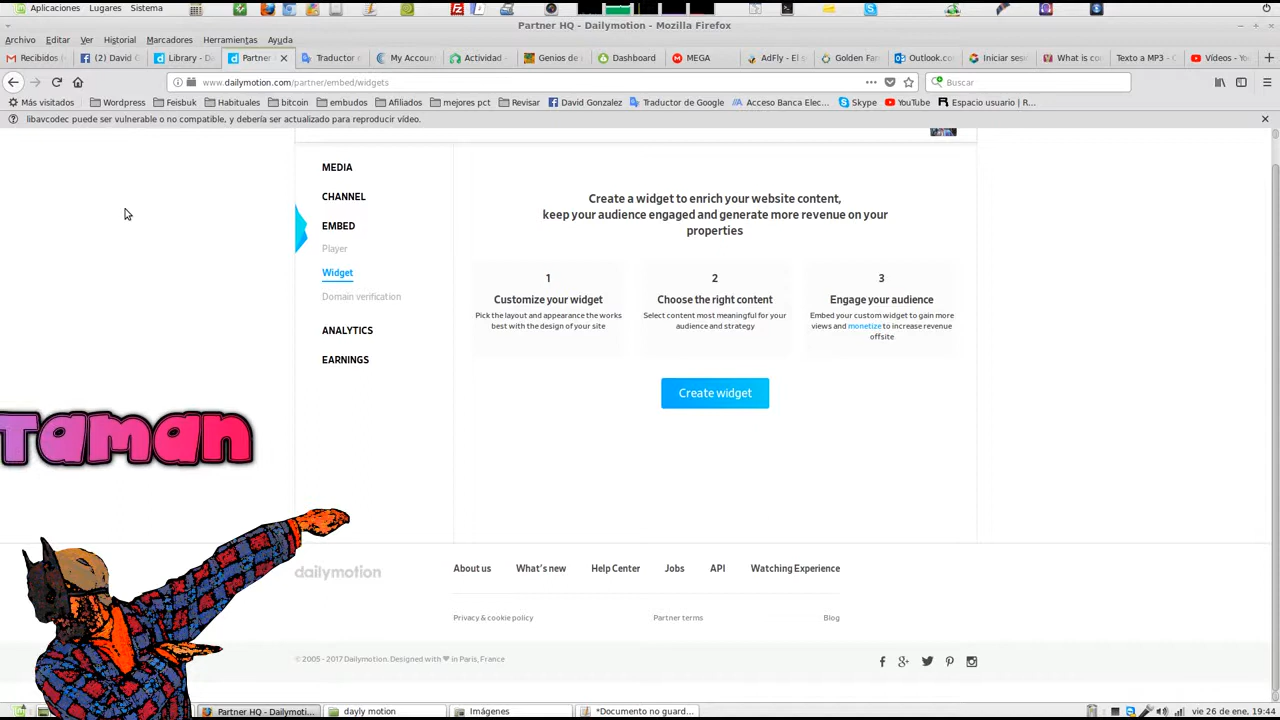 Aplicaciones Lugares Sistema
Partner HQ - Dailymotion - Mozilla Firefox
Archivo Editar Ver Historial Marcadores Herramientas Ayuda
Recibidos ( (2) David G Library - Da Partner Traductor d My Accoun Actividad - Genios de Dashboard MEGA AdFly - El s Golden Far Outlook.co Iniciar sesi What is co Texto a MP3 - C Vídeos - Yo
www.dailymotion.com/partner/embed/widgets
Buscar
Más visitados Wordpress Feisbuk Habituales bitcoin embudos Afiliados mejores pct Revisar David Gonzalez Traductor de Google Acceso Banca Elec... Skype YouTube Espacio usuario | R...
libavcodec puede ser vulnerable o no compatible, y debería ser actualizado para reproducir vídeo.
MEDIA
CHANNEL
EMBED
Player
Widget
Domain verification
ANALYTICS
EARNINGS
Create a widget to enrich your website content,
keep your audience engaged and generate more revenue on your
properties
1
Customize your widget
Pick the layout and appearance the works
best with the design of your site
2
Choose the right content
Select content most meaningful for your
audience and strategy
3
Engage your audience
Embed your custom widget to gain more
views and monetize to increase revenue
offsite
Create widget
Taman
dailymotion
About us What's new Help Center Jobs API Watching Experience
Privacy & cookie policy Partner terms Blog
© 2005 - 2017 Dailymotion. Designed with ♥ in Paris, France
Partner HQ - Dailymoti... dayly motion Imágenes *Documento no guard... vie 26 de ene, 19:44